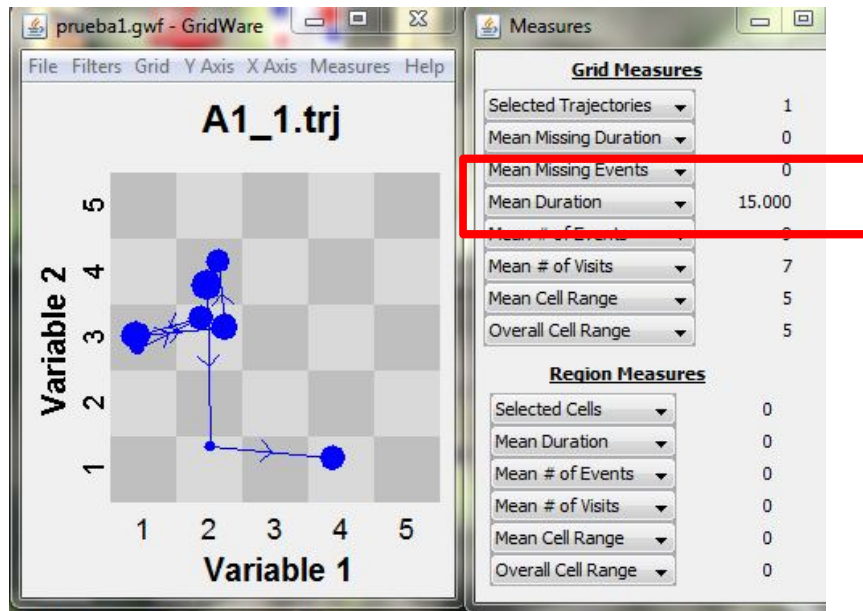 prueba1.gwf - GridWare
File Filters Grid Y Axis X Axis Measures Help
A1_1.trj
Variable 2
5
4
3
2
1
1 2 3 4 5
Variable 1
Measures
Grid Measures
Selected Trajectories 1
Mean Missing Duration 0
Mean Missing Events 0
Mean Duration 15.000
Mean # of Events
Mean # of Visits 7
Mean Cell Range 5
Overall Cell Range 5
Region Measures
Selected Cells 0
Mean Duration 0
Mean # of Events 0
Mean # of Visits 0
Mean Cell Range 0
Overall Cell Range 0